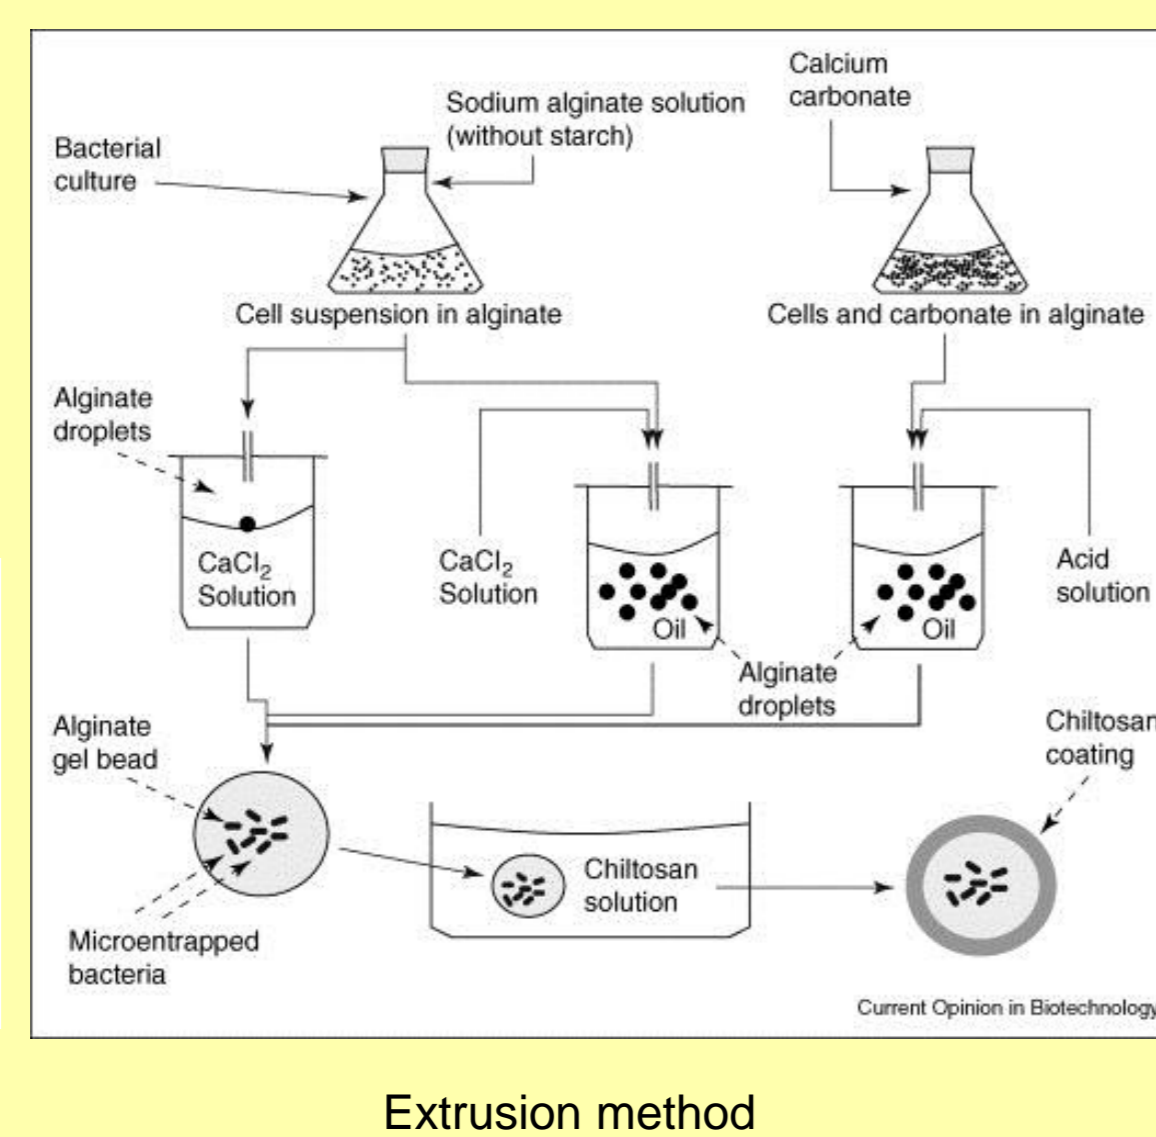 Calcium
carbonate
Sodium alginate solution
(without starch)
Bacterial
culture
Cell suspension in alginate
Cells and carbonate in alginate
Alginate
droplets
CaCl₂
Solution
CaCl₂
Solution
Oil
Oil
Acid
solution
Alginate
droplets
Alginate
gel bead
Chiltosan
coating
Chiltosan
solution
Microentrapped
bacteria
Current Opinion in Biotechnology
Extrusion method